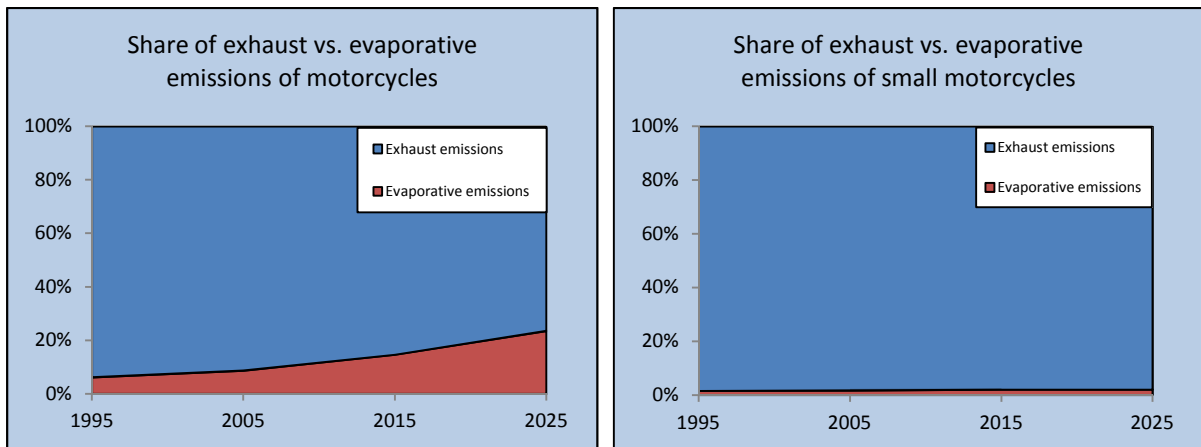 Share of exhaust vs. evaporative
emissions of motorcycles
100%
80%
60%
40%
20%
0%
Exhaust emissions
Evaporative emissions
1995
2005
2015
2025
Share of exhaust vs. evaporative
emissions of small motorcycles
100%
80%
60%
40%
20%
0%
Exhaust emissions
Evaporative emissions
1995
2005
2015
2025